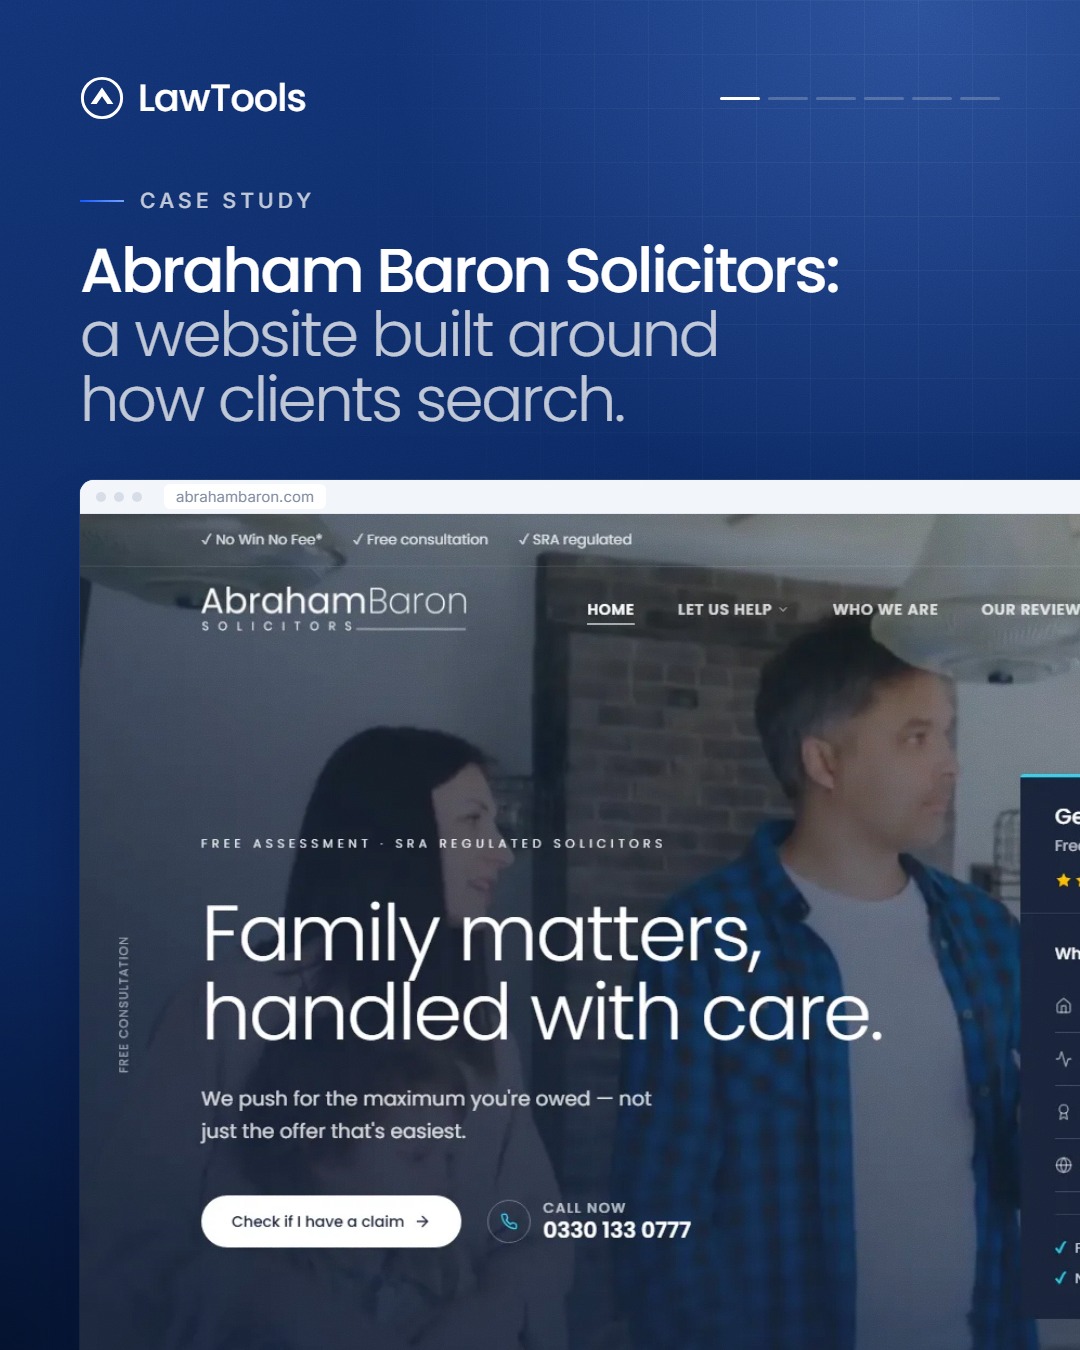 LawTools
CASE STUDY
Abraham Baron Solicitors:
a website built around
how clients search.
abrahambaron.com
✓ No Win No Fee* ✓ Free consultation ✓ SRA regulated
AbrahamBaron
SOLICITORS
HOME LET US HELP WHO WE ARE OUR REVIEW
FREE ASSESSMENT · SRA REGULATED SOLICITORS
Family matters,
handled with care.
FREE CONSULTATION
We push for the maximum you're owed — not
just the offer that's easiest.
Check if I have a claim →
CALL NOW
0330 133 0777
Ge
Free
Wh